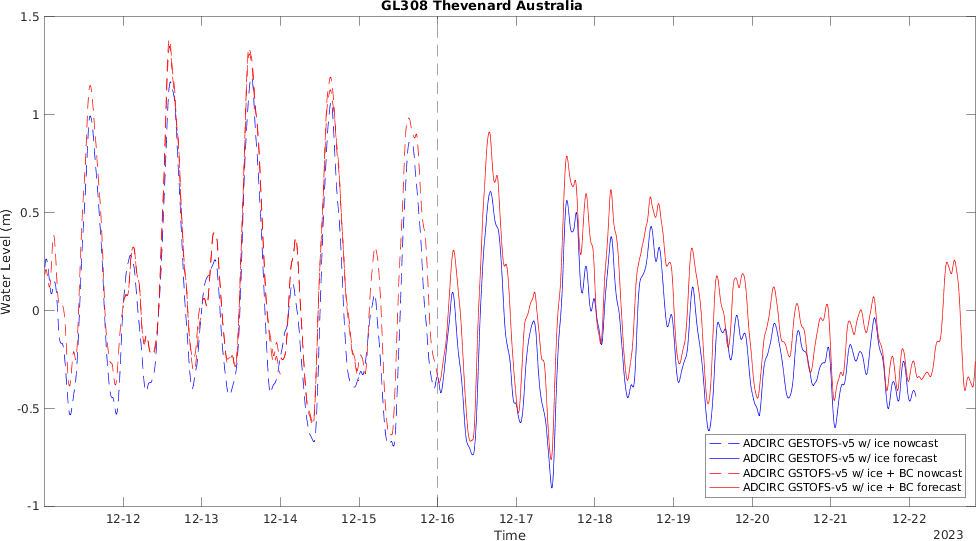 GL308 Thevenard Australia
1.5
1
0.5
0
-0.5
-1
Water Level (m)
12-12
12-13
12-14
12-15
12-16
12-17
12-18
12-19
12-20
12-21
12-22
Time
2023
ADCIRC GESTOFS-v5 w/ ice nowcast
ADCIRC GESTOFS-v5 w/ ice forecast
ADCIRC GSTOFS-v5 w/ ice + BC nowcast
ADCIRC GSTOFS-v5 w/ ice + BC forecast